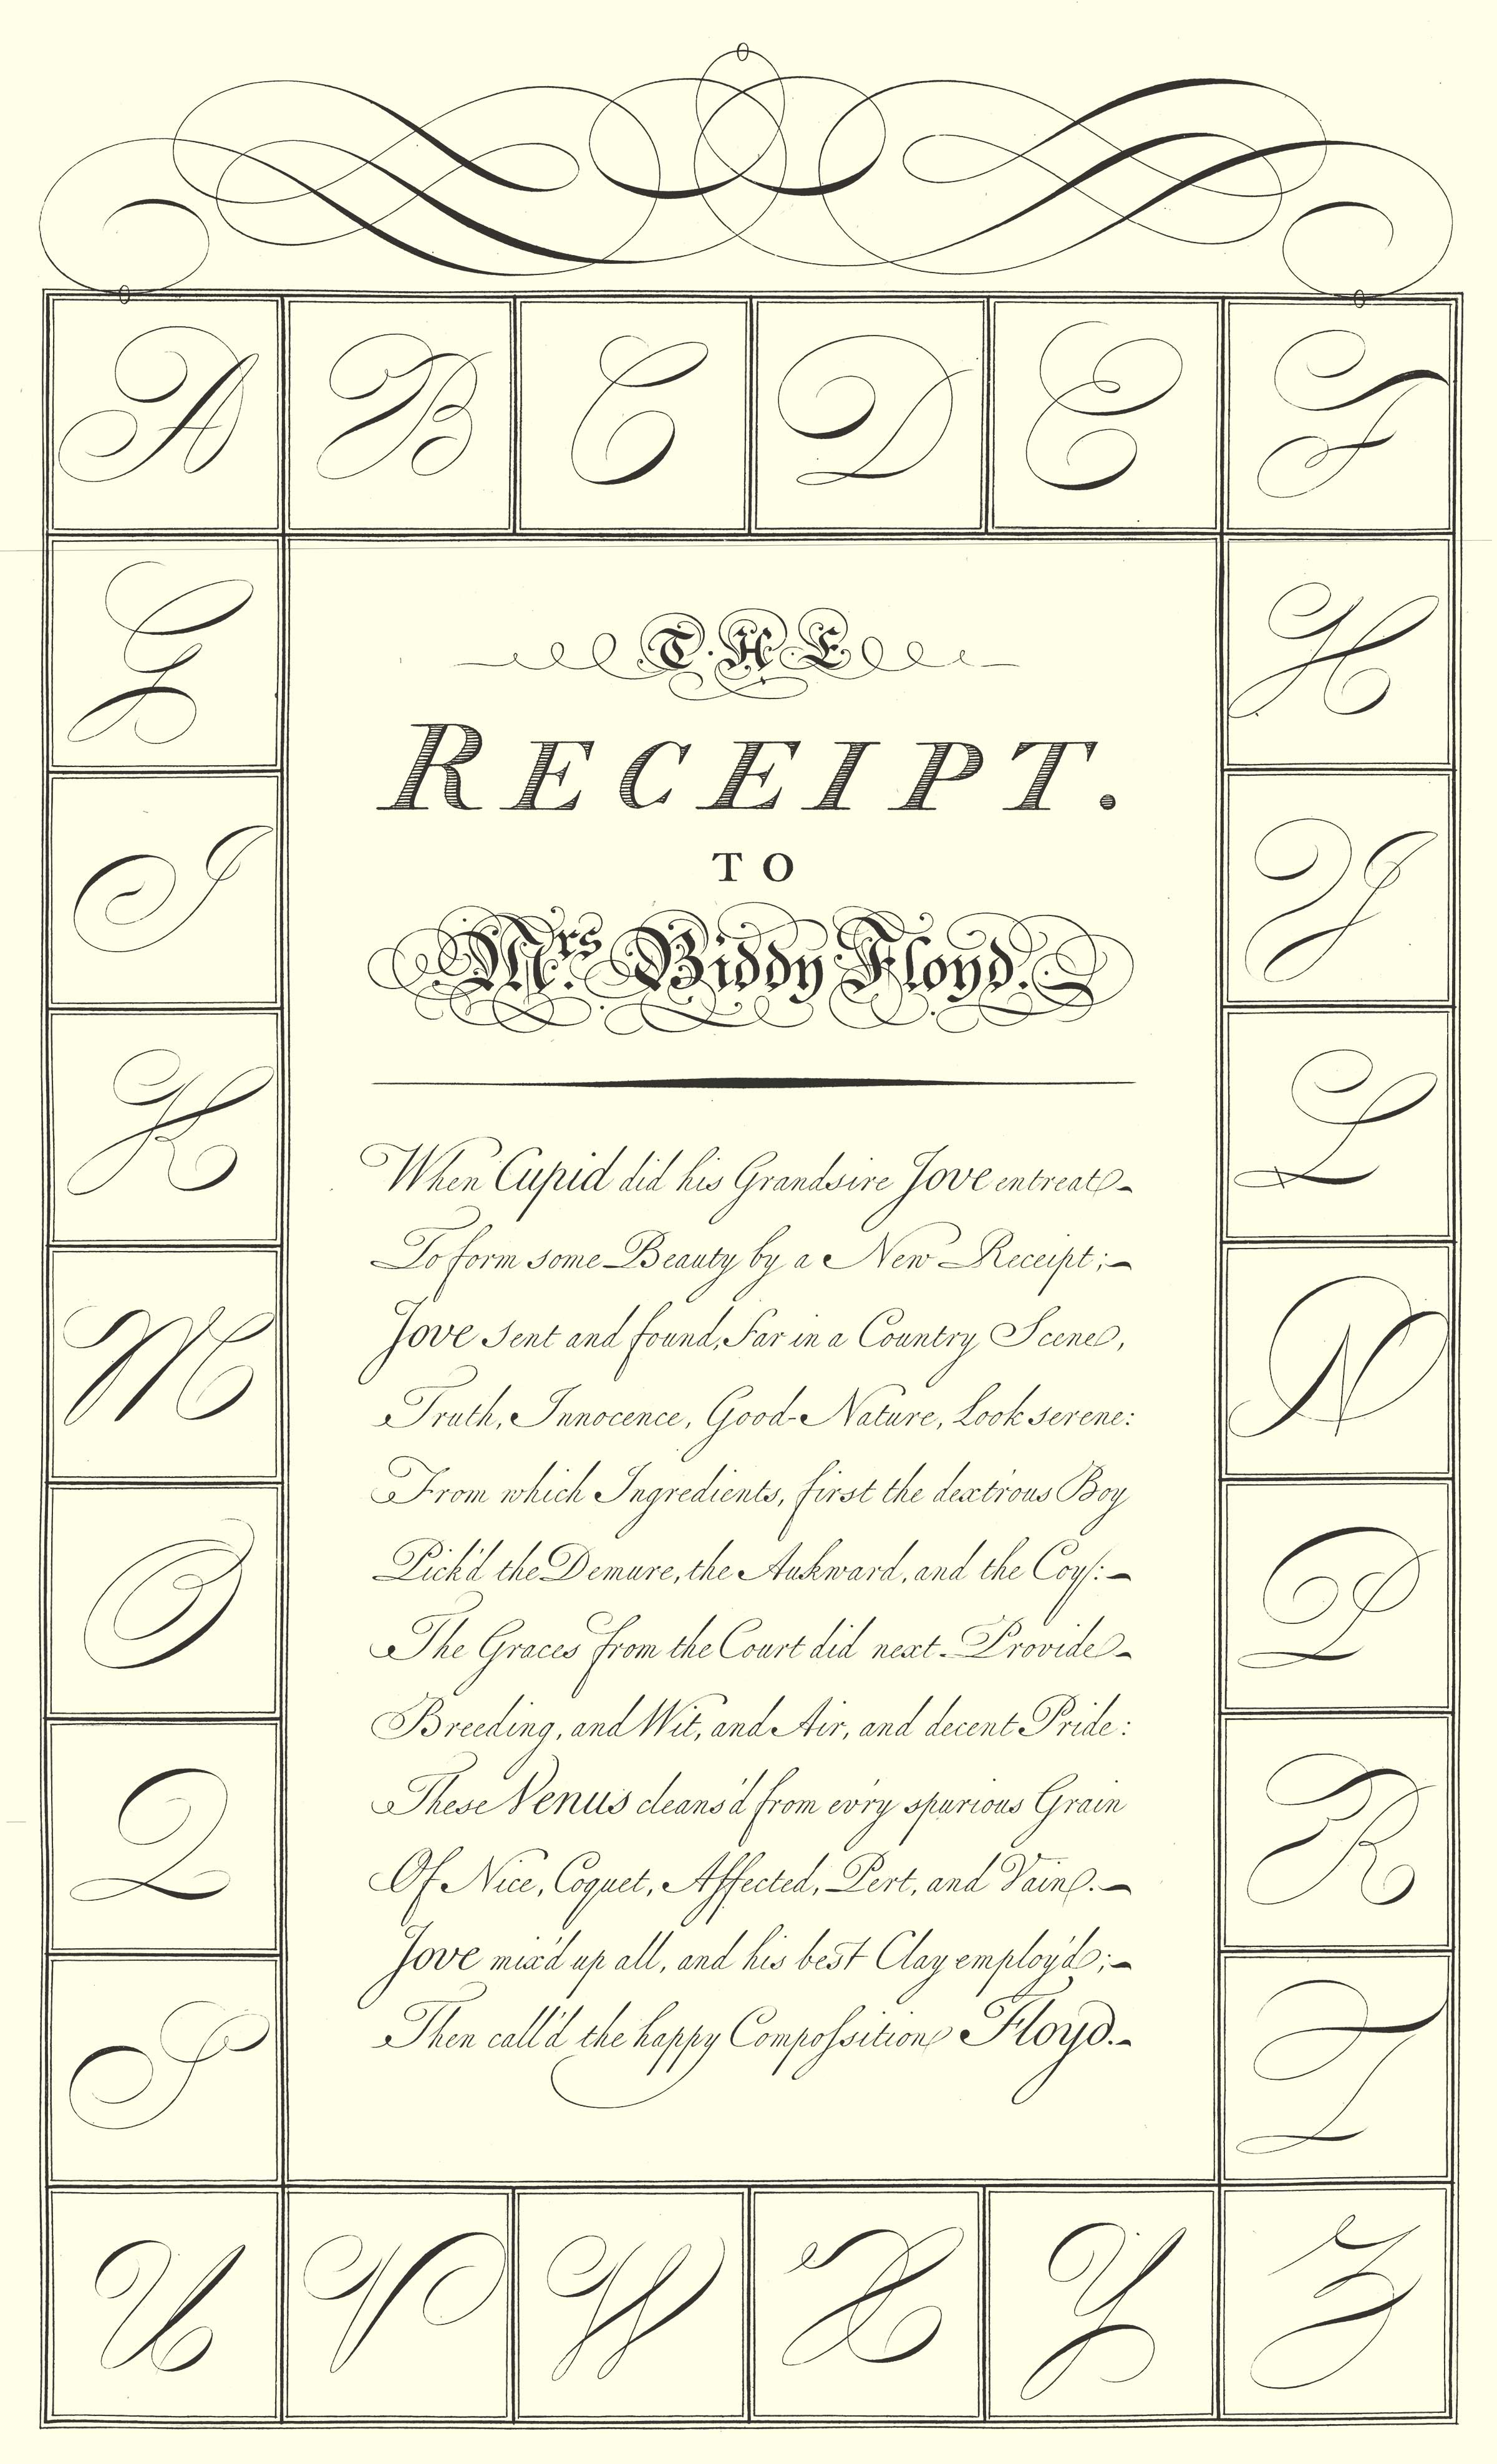 A B C D E F
G H
I J
K L
M N
O P
Q R
S T
U V W X Y Z
T.H.E.
RECEIPT.
TO
Mrs. Biddy Floyd.
When Cupid did his Grandsire Jove entreat
To form some Beauty by a New Receipt;
Jove sent and found, Far in a Country Scene,
Truth, Innocence, Good-Nature, Look serene:
From which Ingredients, first the dextrous Boy
Pick'd the Demure, the Aukward, and the Coy:
The Graces from the Court did next Provide
Breeding, and Wit, and Air, and decent Pride:
These Venus cleans'd from ev'ry spurious Grain
Of Nice, Coquet, Affected, Pert, and Vain.
Jove mix'd up all, and his best Clay employ'd;
Then call'd the happy Compoſsition Floyd.